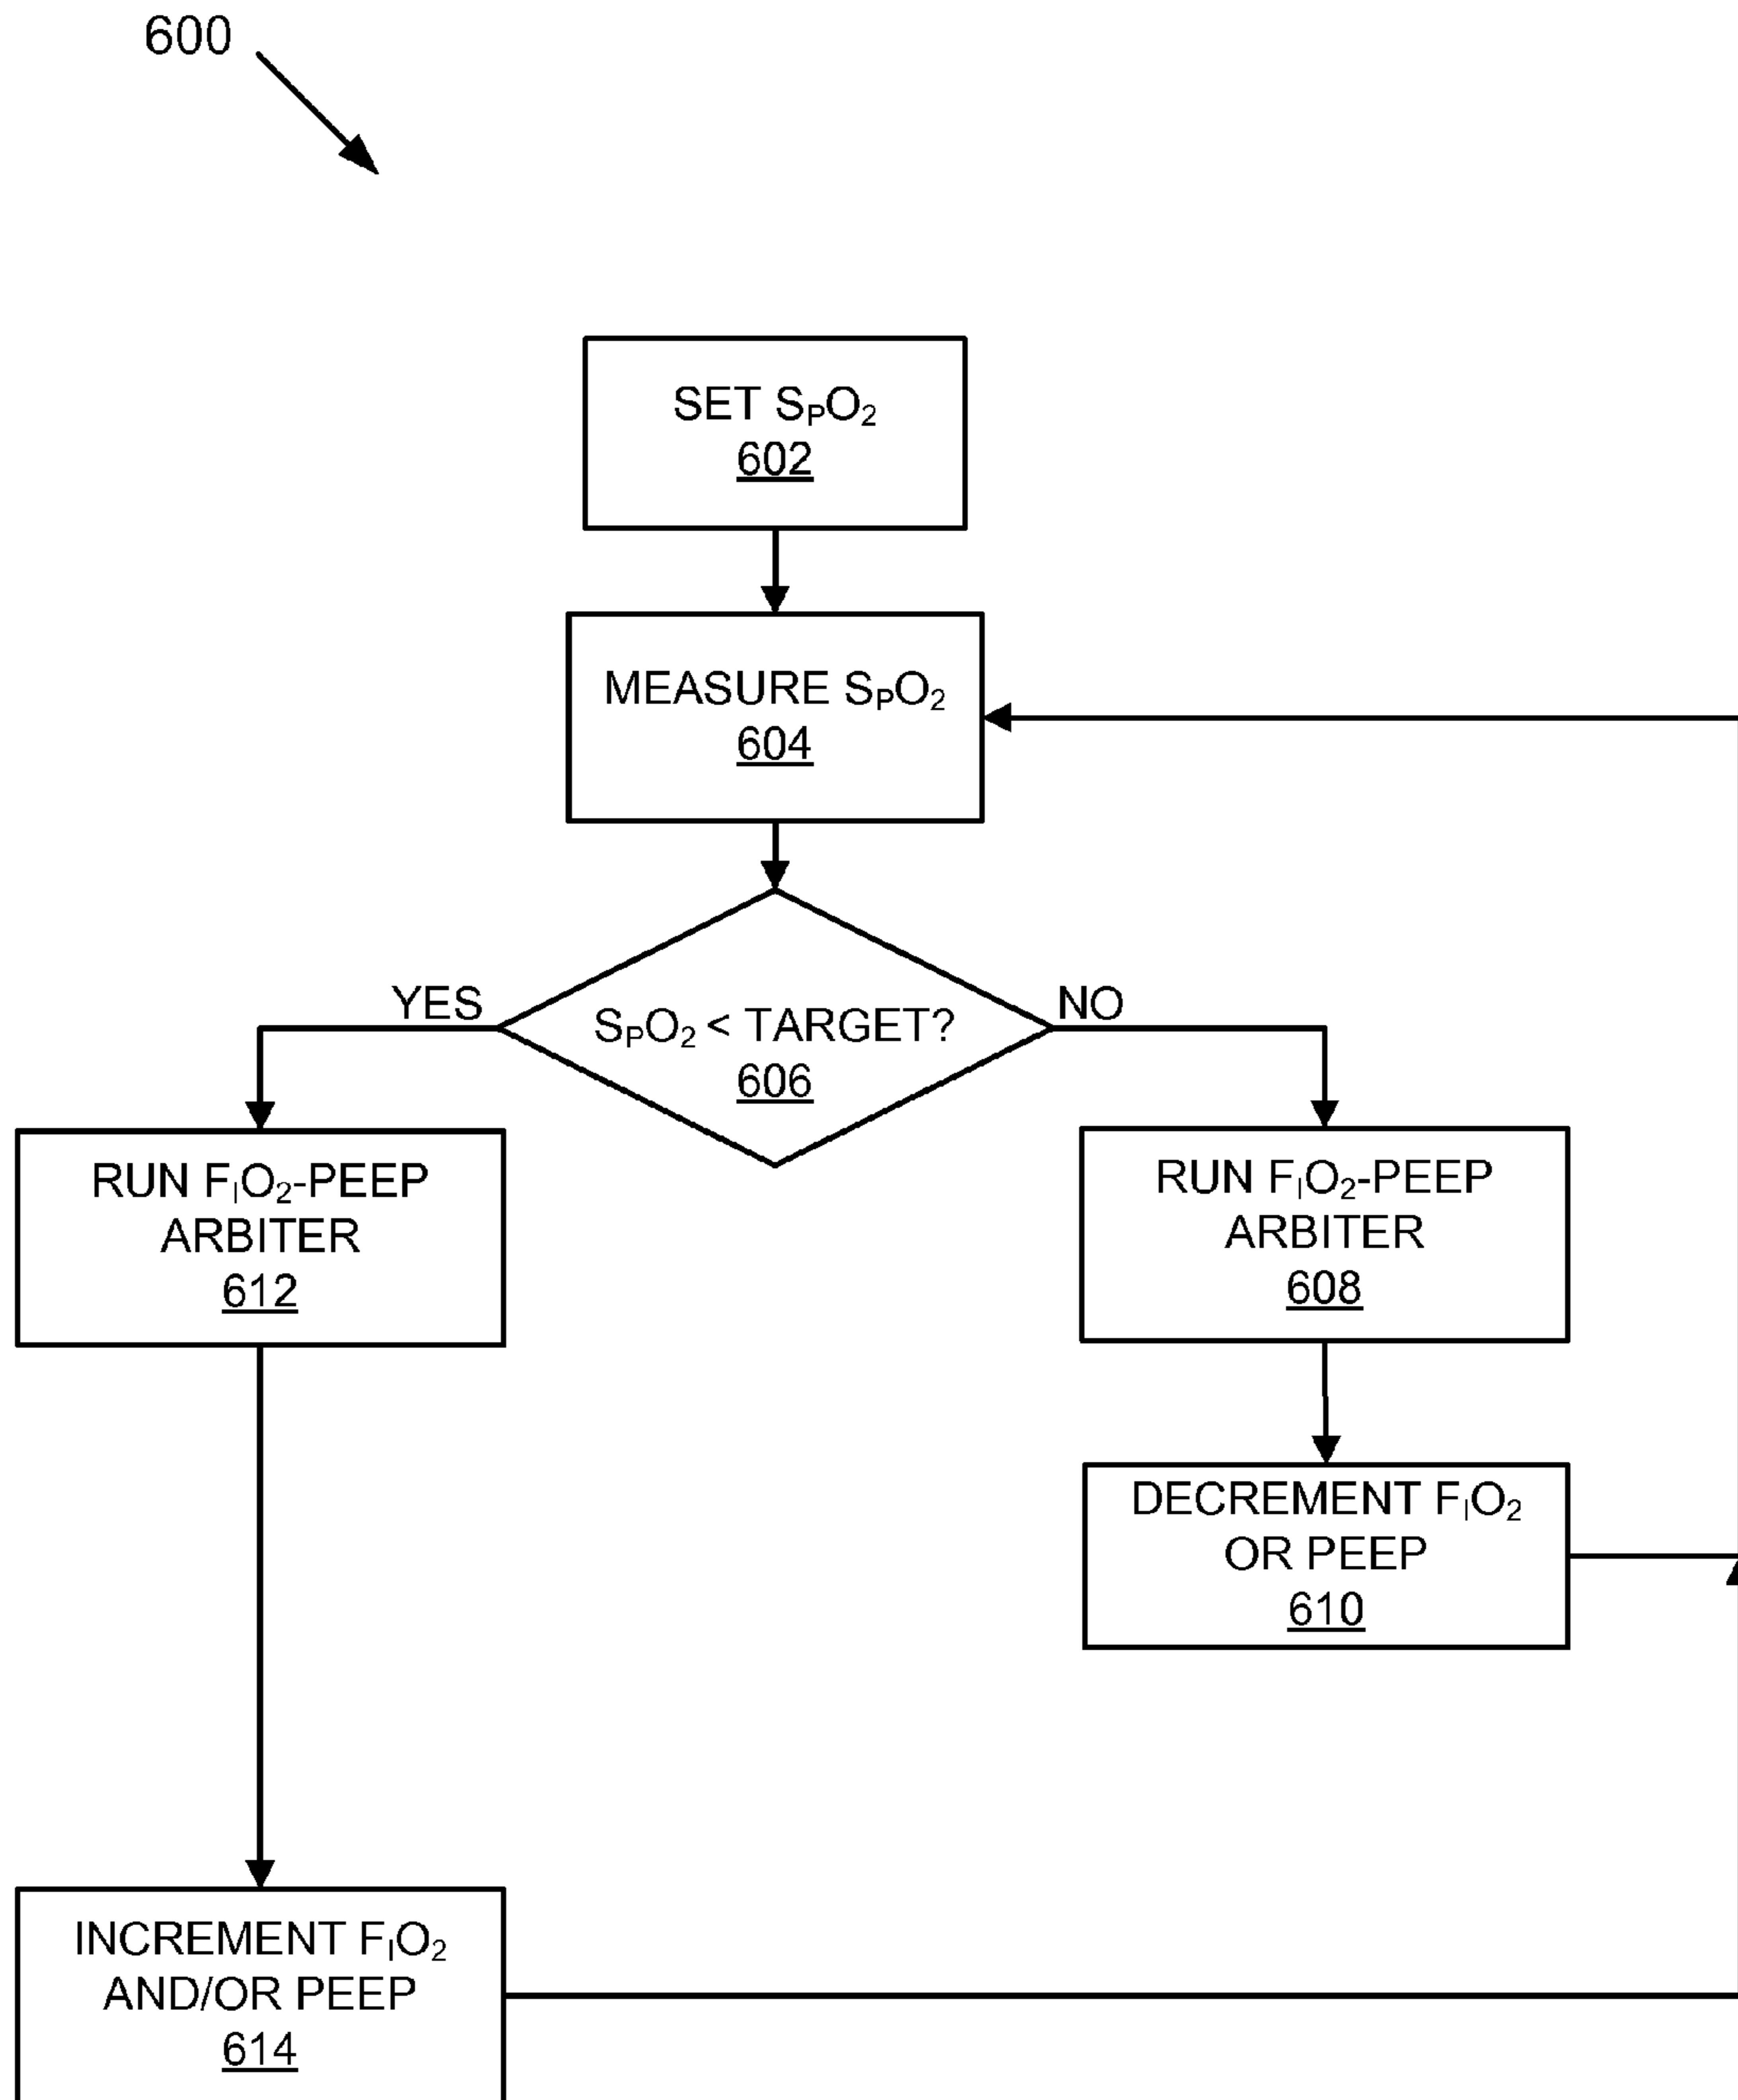 600
SET SₚO₂
602
MEASURE SₚO₂
604
YES
NO
SₚO₂ < TARGET?
606
RUN FᵢO₂-PEEP
ARBITER
612
RUN FᵢO₂-PEEP
ARBITER
608
DECREMENT FᵢO₂
OR PEEP
610
INCREMENT FᵢO₂
AND/OR PEEP
614